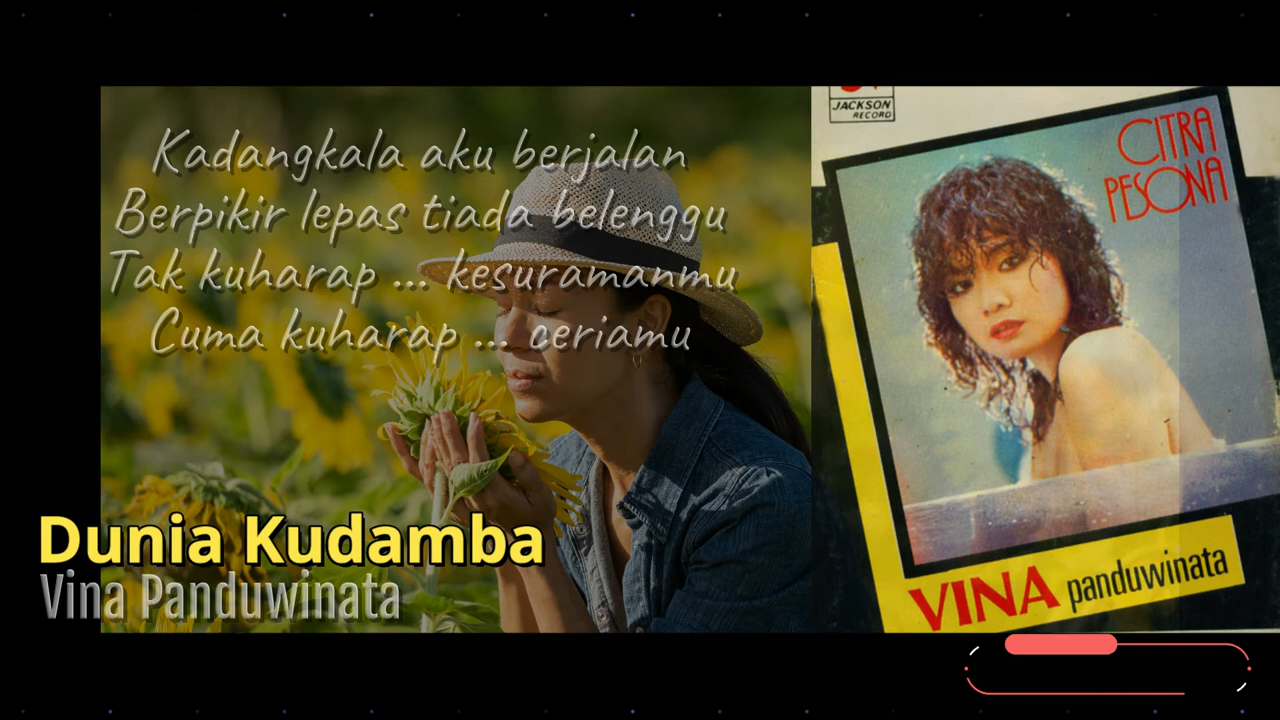 Kadangkala aku berjalan
Berpikir lepas tiada belenggu
Tak kuharap ... kesuramanmu
Cuma kuharap ... ceriamu
Dunia Kudamba
Vina Panduwinata
JACKSON
RECORD
CITRA
PESONA
VINA panduwinata